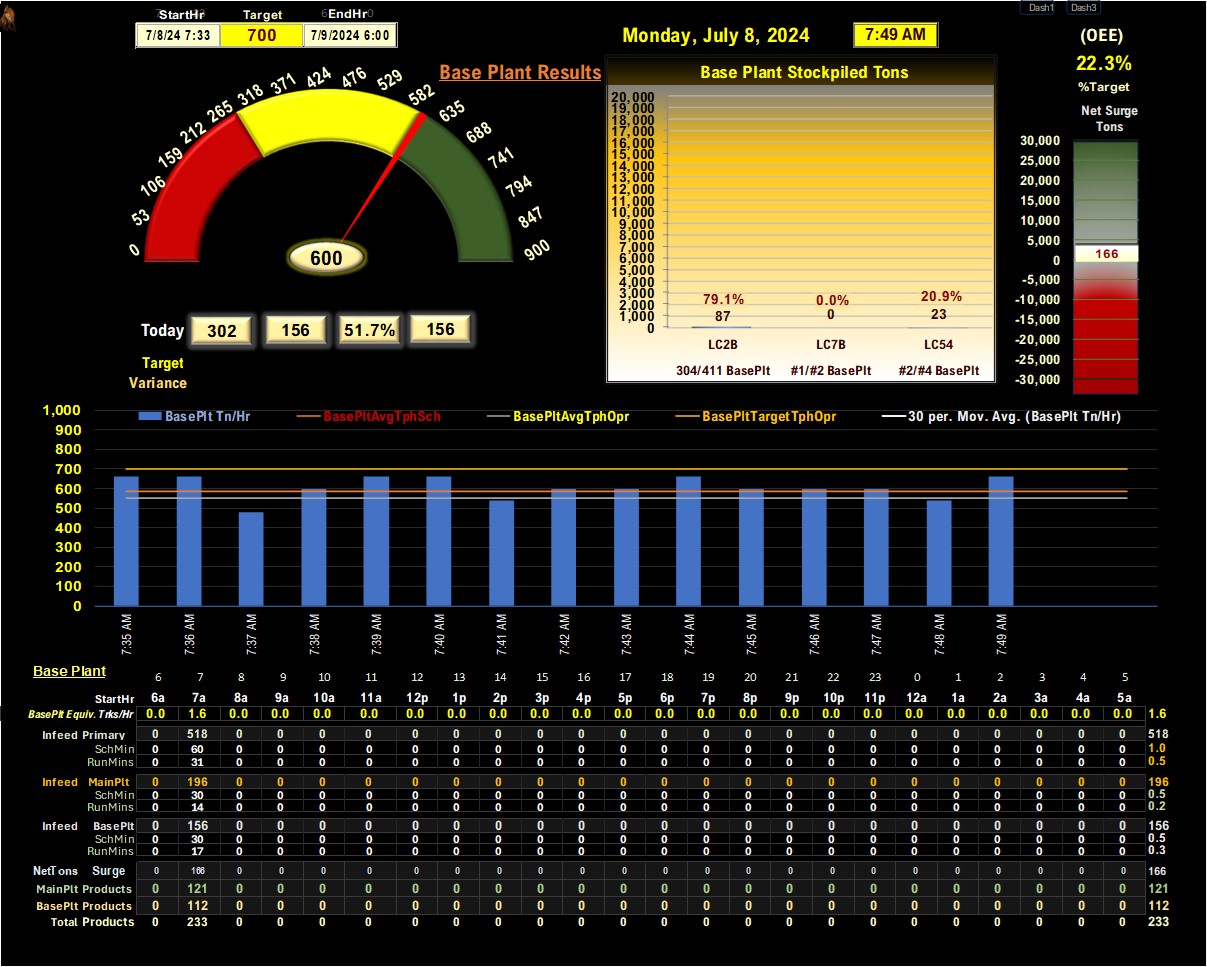 StartHr Target EndHr Dash1 Dash3
7/8/24 7:33 700 7/9/2024 6:00 Monday, July 8, 2024 7:49 AM (OEE)
22.3%
%Target
Base Plant Results
Base Plant Stockpiled Tons
Net Surge
Tons
0 53 106 159 212 265 318 371 424 476 529 582 635 688 741 794 847 900
600
20,000
19,000
18,000
17,000
16,000
15,000
14,000
13,000
12,000
11,000
10,000
9,000
8,000
7,000
6,000
5,000
4,000
3,000
2,000
1,000
0
79.1% 0.0% 20.9%
87 0 23
LC2B LC7B LC54
304/411 BasePlt #1/#2 BasePlt #2/#4 BasePlt
30,000
25,000
20,000
15,000
10,000
5,000
0
-5,000
-10,000
-15,000
-20,000
-25,000
-30,000
166
Today 302 156 51.7% 156
Target
Variance
BasePlt Tn/Hr BasePltAvgTphSch BasePltAvgTphOpr BasePltTargetTphOpr 30 per. Mov. Avg. (BasePlt Tn/Hr)
1,000
900
800
700
600
500
400
300
200
100
0
7:35 AM 7:36 AM 7:37 AM 7:38 AM 7:39 AM 7:40 AM 7:41 AM 7:42 AM 7:43 AM 7:44 AM 7:45 AM 7:46 AM 7:47 AM 7:48 AM 7:49 AM
Base Plant
6 7 8 9 10 11 12 13 14 15 16 17 18 19 20 21 22 23 0 1 2 3 4 5
StartHr 6a 7a 8a 9a 10a 11a 12p 1p 2p 3p 4p 5p 6p 7p 8p 9p 10p 11p 12a 1a 2a 3a 4a 5a
BasePlt Equiv. Trks/Hr 0.0 1.6 0.0 0.0 0.0 0.0 0.0 0.0 0.0 0.0 0.0 0.0 0.0 0.0 0.0 0.0 0.0 0.0 0.0 0.0 0.0 0.0 0.0 0.0 1.6
Infeed Primary 0 518 0 0 0 0 0 0 0 0 0 0 0 0 0 0 0 0 0 0 0 0 0 0 518
SchMin 0 60 0 0 0 0 0 0 0 0 0 0 0 0 0 0 0 0 0 0 0 0 0 0 1.0
RunMins 0 31 0 0 0 0 0 0 0 0 0 0 0 0 0 0 0 0 0 0 0 0 0 0 0.5
Infeed MainPlt 0 196 0 0 0 0 0 0 0 0 0 0 0 0 0 0 0 0 0 0 0 0 0 0 196
SchMin 0 30 0 0 0 0 0 0 0 0 0 0 0 0 0 0 0 0 0 0 0 0 0 0 0.5
RunMins 0 14 0 0 0 0 0 0 0 0 0 0 0 0 0 0 0 0 0 0 0 0 0 0 0.2
Infeed BasePlt 0 156 0 0 0 0 0 0 0 0 0 0 0 0 0 0 0 0 0 0 0 0 0 0 156
SchMin 0 30 0 0 0 0 0 0 0 0 0 0 0 0 0 0 0 0 0 0 0 0 0 0 0.5
RunMins 0 17 0 0 0 0 0 0 0 0 0 0 0 0 0 0 0 0 0 0 0 0 0 0 0.3
NetTons Surge 0 166 0 0 0 0 0 0 0 0 0 0 0 0 0 0 0 0 0 0 0 0 0 0 166
MainPlt Products 0 121 0 0 0 0 0 0 0 0 0 0 0 0 0 0 0 0 0 0 0 0 0 0 121
BasePlt Products 0 112 0 0 0 0 0 0 0 0 0 0 0 0 0 0 0 0 0 0 0 0 0 0 112
Total Products 0 233 0 0 0 0 0 0 0 0 0 0 0 0 0 0 0 0 0 0 0 0 0 0 233